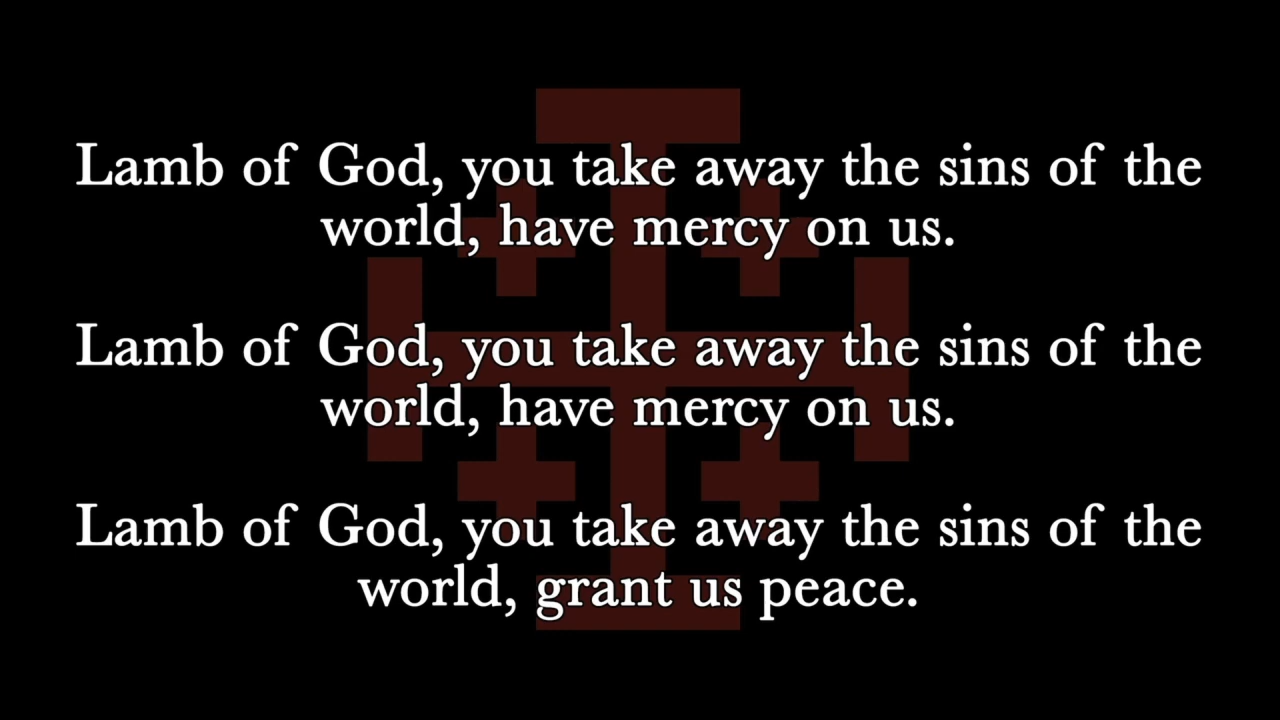 Lamb of God, you take away the sins of the
world, have mercy on us.
Lamb of God, you take away the sins of the
world, have mercy on us.
Lamb of God, you take away the sins of the
world, grant us peace.